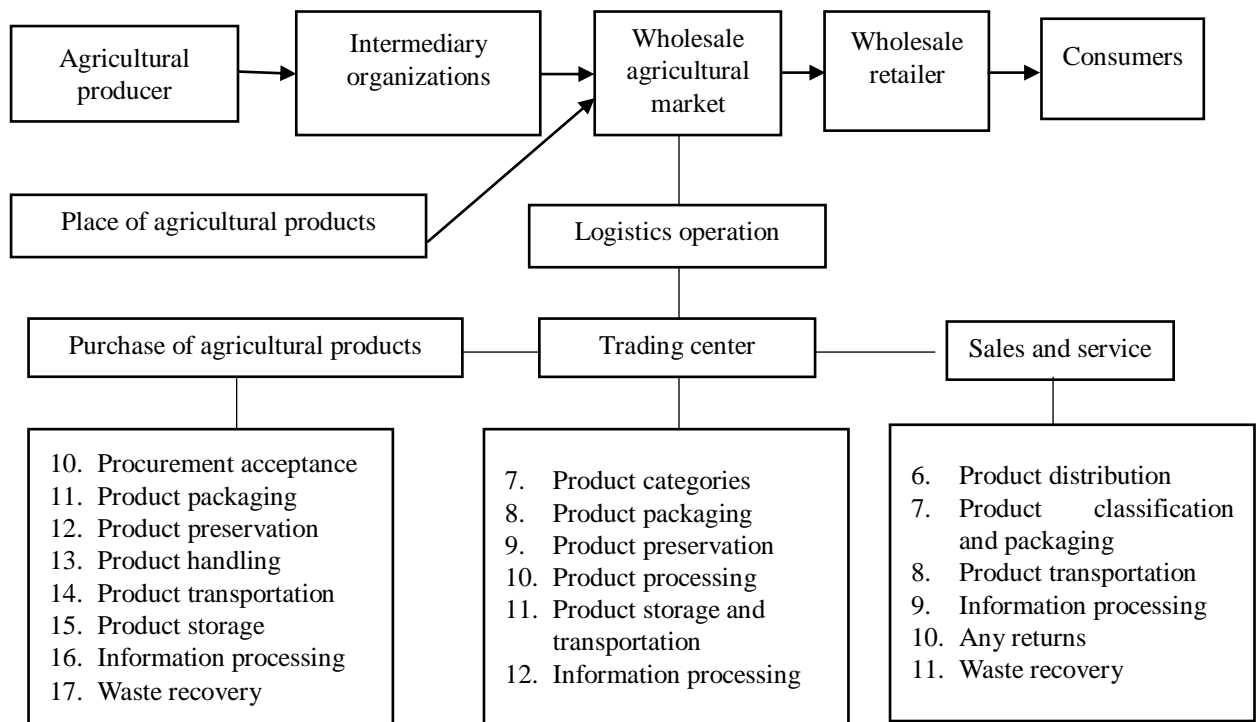 Agricultural
producer
Intermediary
organizations
Wholesale
agricultural
market
Wholesale
retailer
Consumers
Place of agricultural products
Logistics operation
Purchase of agricultural products
Trading center
Sales and service
10. Procurement acceptance
11. Product packaging
12. Product preservation
13. Product handling
14. Product transportation
15. Product storage
16. Information processing
17. Waste recovery
7. Product categories
8. Product packaging
9. Product preservation
10. Product processing
11. Product storage and
transportation
12. Information processing
6. Product distribution
7. Product classification
and packaging
8. Product transportation
9. Information processing
10. Any returns
11. Waste recovery